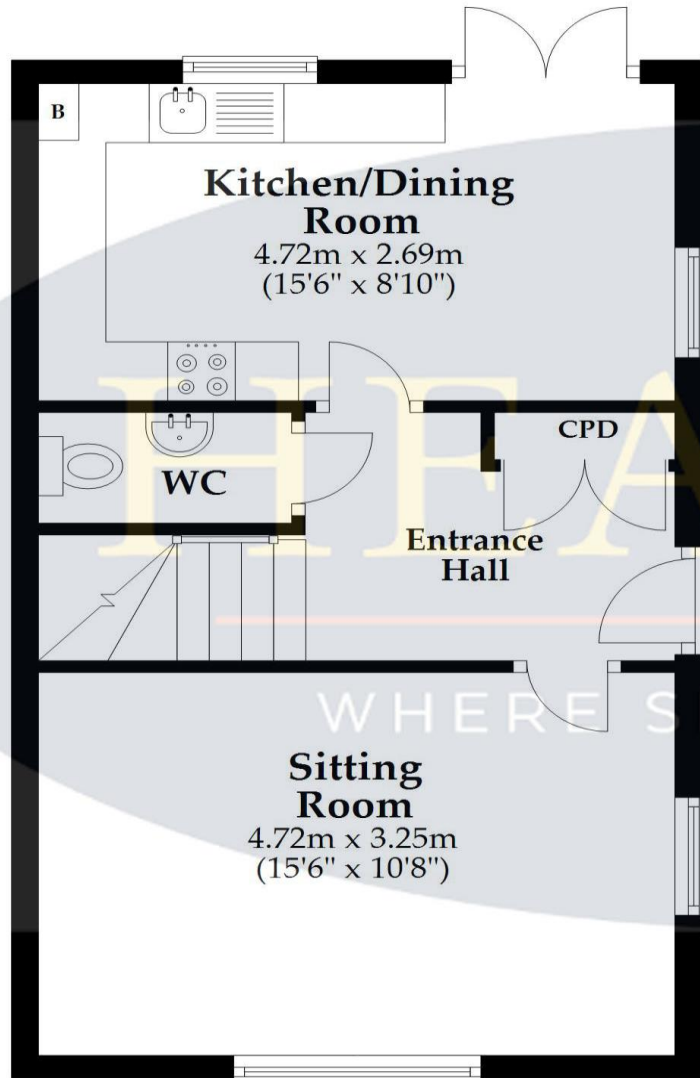 B
Kitchen/Dining
Room
4.72m x 2.69m
(15'6" x 8'10")
WC
CPD
HEA
Entrance
Hall
WHERE S
Sitting
Room
4.72m x 3.25m
(15'6" x 10'8")